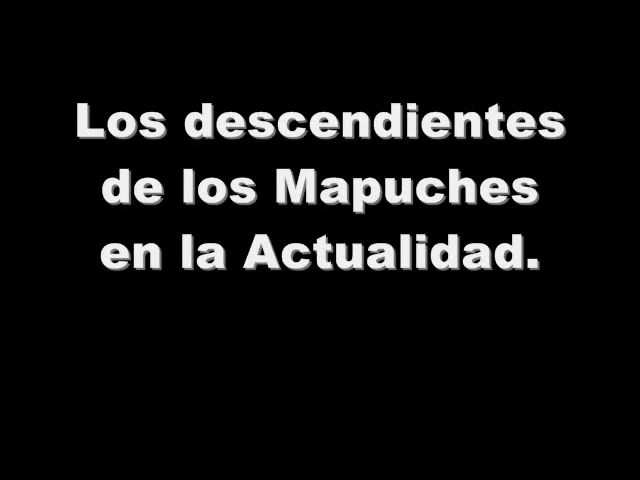 Los descendientes
de los Mapuches
en la Actualidad.